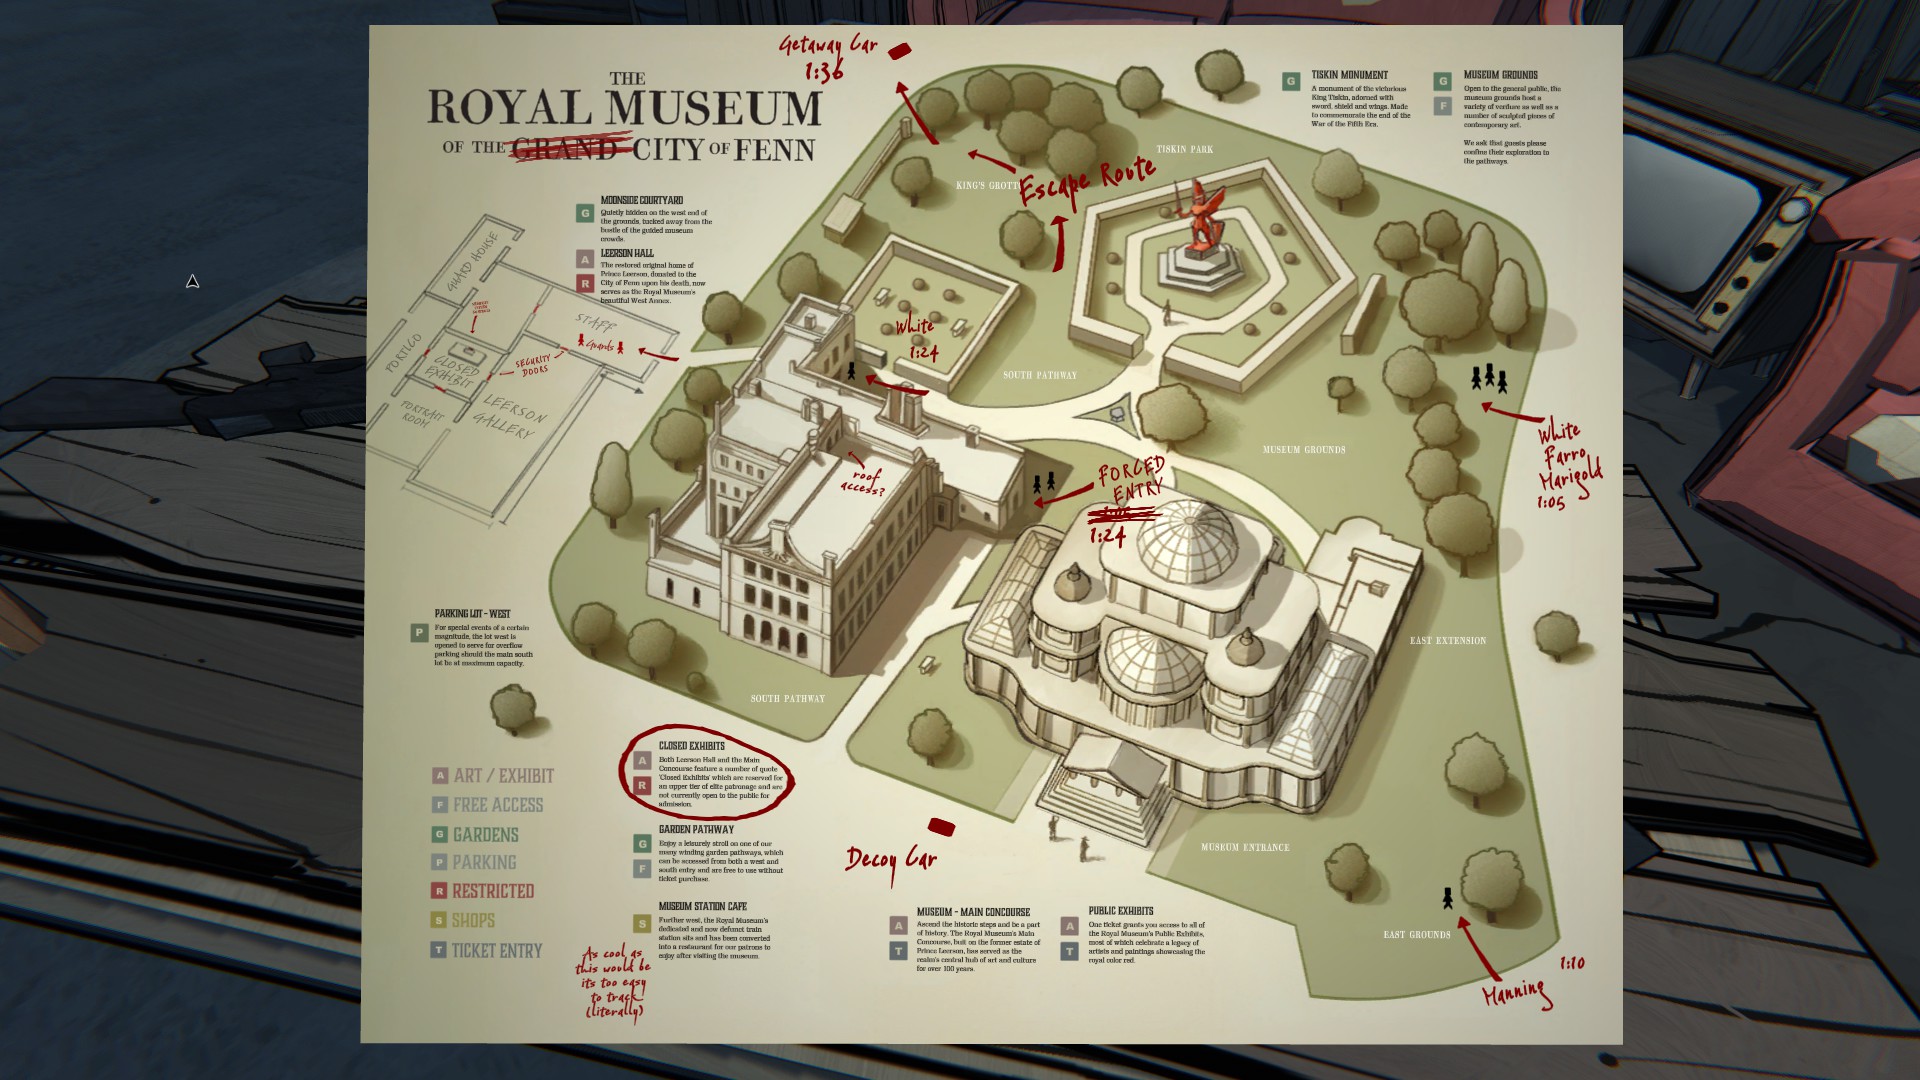 THE
ROYAL MUSEUM
OF THE GRAND CITY OF FENN
Getaway Car
1:36
G
TISKIN MONUMENT
A monument of the victorious
King Tiskin, adorned with
sword, shield and wings. Made
to commemorate the end of the
War of the Fifth Era.
G
F
MUSEUM GROUNDS
Open to the general public, the
museum grounds host a
variety of verdure as well as a
number of sculpted pieces of
contemporary art.
We ask that guests please
confine their exploration to
the pathways.
TISKIN PARK
KING'S GROTTO
Escape Route
G
MOONSIDE COURTYARD
Quietly hidden on the west end of
the grounds, tucked away from the
bustle of the guided museum
crowds.
A
R
LEERSON HALL
The restored original home of
Prince Leerson, donated to the
City of Fenn upon his death, now
serves as the Royal Museum's
beautiful West Annex.
GUARD HOUSE
STAFF
Guards
PORTICO
CLOSED
EXHIBIT
SECURITY
DOORS
PORTRAIT
ROOM
LEERSON
GALLERY
White
1:24
SOUTH PATHWAY
MUSEUM GROUNDS
White
Farro
Marigold
1:05
roof
access?
FORCED
ENTRY
1:24
EAST EXTENSION
P
PARKING LOT - WEST
For special events of a certain
magnitude, the lot west is
opened to serve for overflow
parking should the main south
lot be at maximum capacity.
SOUTH PATHWAY
A
R
CLOSED EXHIBITS
Both Leerson Hall and the Main
Concourse feature a number of quote
'Closed Exhibits' which are reserved for
an upper tier of elite patronage and are
not currently open to the public for
admission.
A ART / EXHIBIT
F FREE ACCESS
G GARDENS
P PARKING
R RESTRICTED
S SHOPS
T TICKET ENTRY
G
F
GARDEN PATHWAY
Enjoy a leisurely stroll on one of our
many winding garden pathways, which
can be accessed from both a west and
south entry and are free to use without
ticket purchase.
S
MUSEUM STATION CAFE
Further west, the Royal Museum's
dedicated and now defunct train
station sits and has been converted
into a restaurant for our patrons to
enjoy after visiting the museum.
As cool as
this would be
its too easy
to track!
(literally)
Decoy Car
MUSEUM ENTRANCE
A
T
MUSEUM - MAIN CONCOURSE
Ascend the historic steps and be a part
of history. The Royal Museum's Main
Concourse, buit on the former estate of
Prince Leerson, has served as the
realm's central hub of art and culture
for over 100 years.
A
T
PUBLIC EXHIBITS
One ticket grants you access to all of
the Royal Museum's Public Exhibits,
most of which celebrate a legacy of
artists and paintings showcasing the
royal color red.
EAST GROUNDS
1:10
Manning